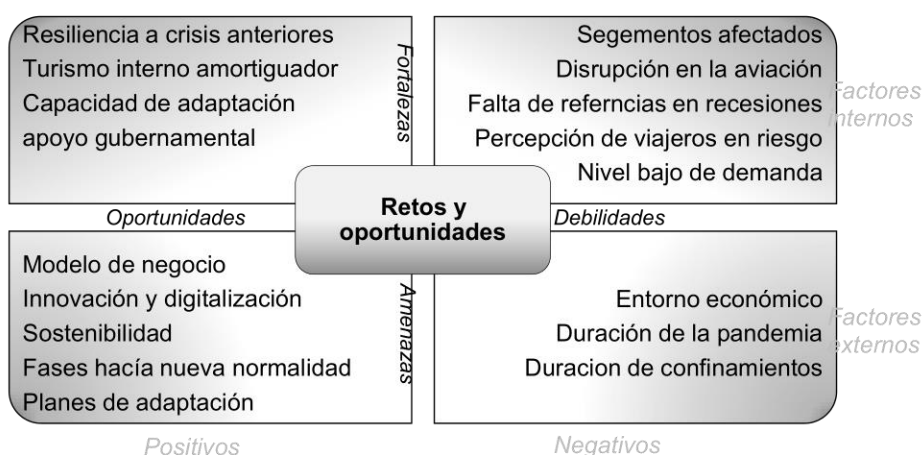 Resiliencia a crisis anteriores
Turismo interno amortiguador
Capacidad de adaptación
apoyo gubernamental
Fortalezas
Segementos afectados
Disrupción en la aviación
Falta de referncias en recesiones
Percepción de viajeros en riesgo
Nivel bajo de demanda
Factores
internos
Oportunidades
Retos y
oportunidades
Debilidades
Modelo de negocio
Innovación y digitalización
Sostenibilidad
Fases hacía nueva normalidad
Planes de adaptación
Amenazas
Entorno económico
Duración de la pandemia
Duracion de confinamientos
Factores
externos
Positivos
Negativos